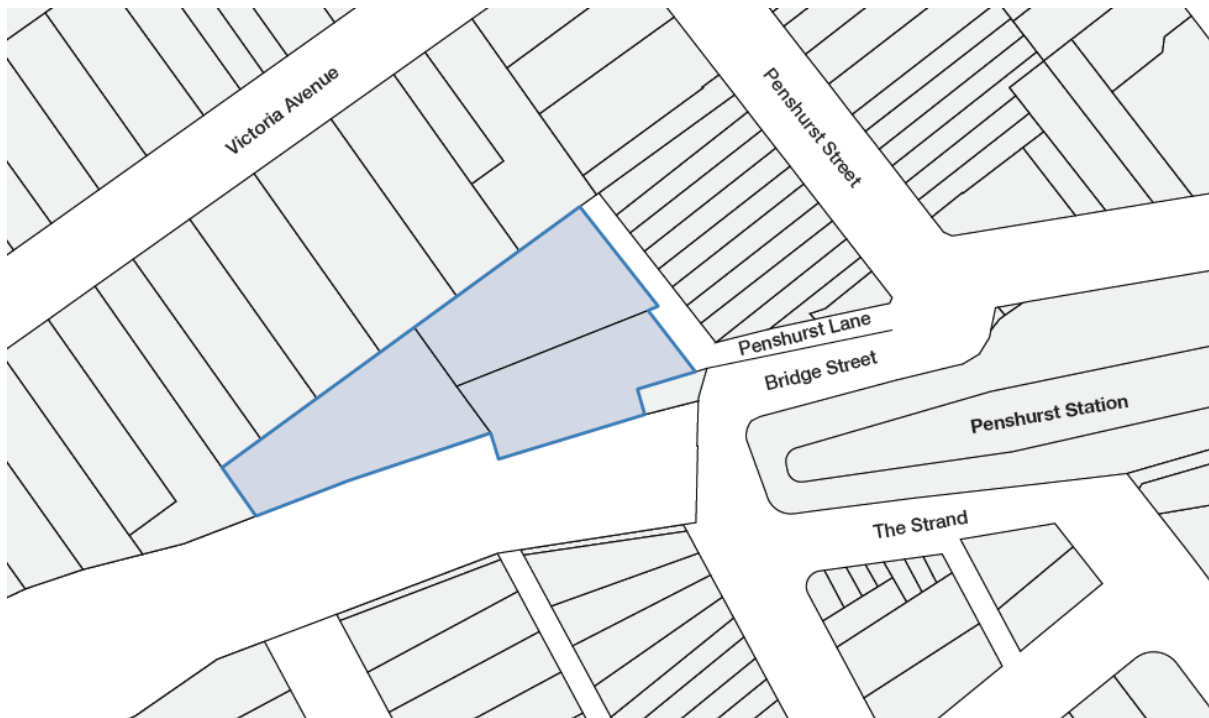 Victoria Avenue
Penshurst Street
Penshurst Lane
Bridge Street
Penshurst Station
The Strand